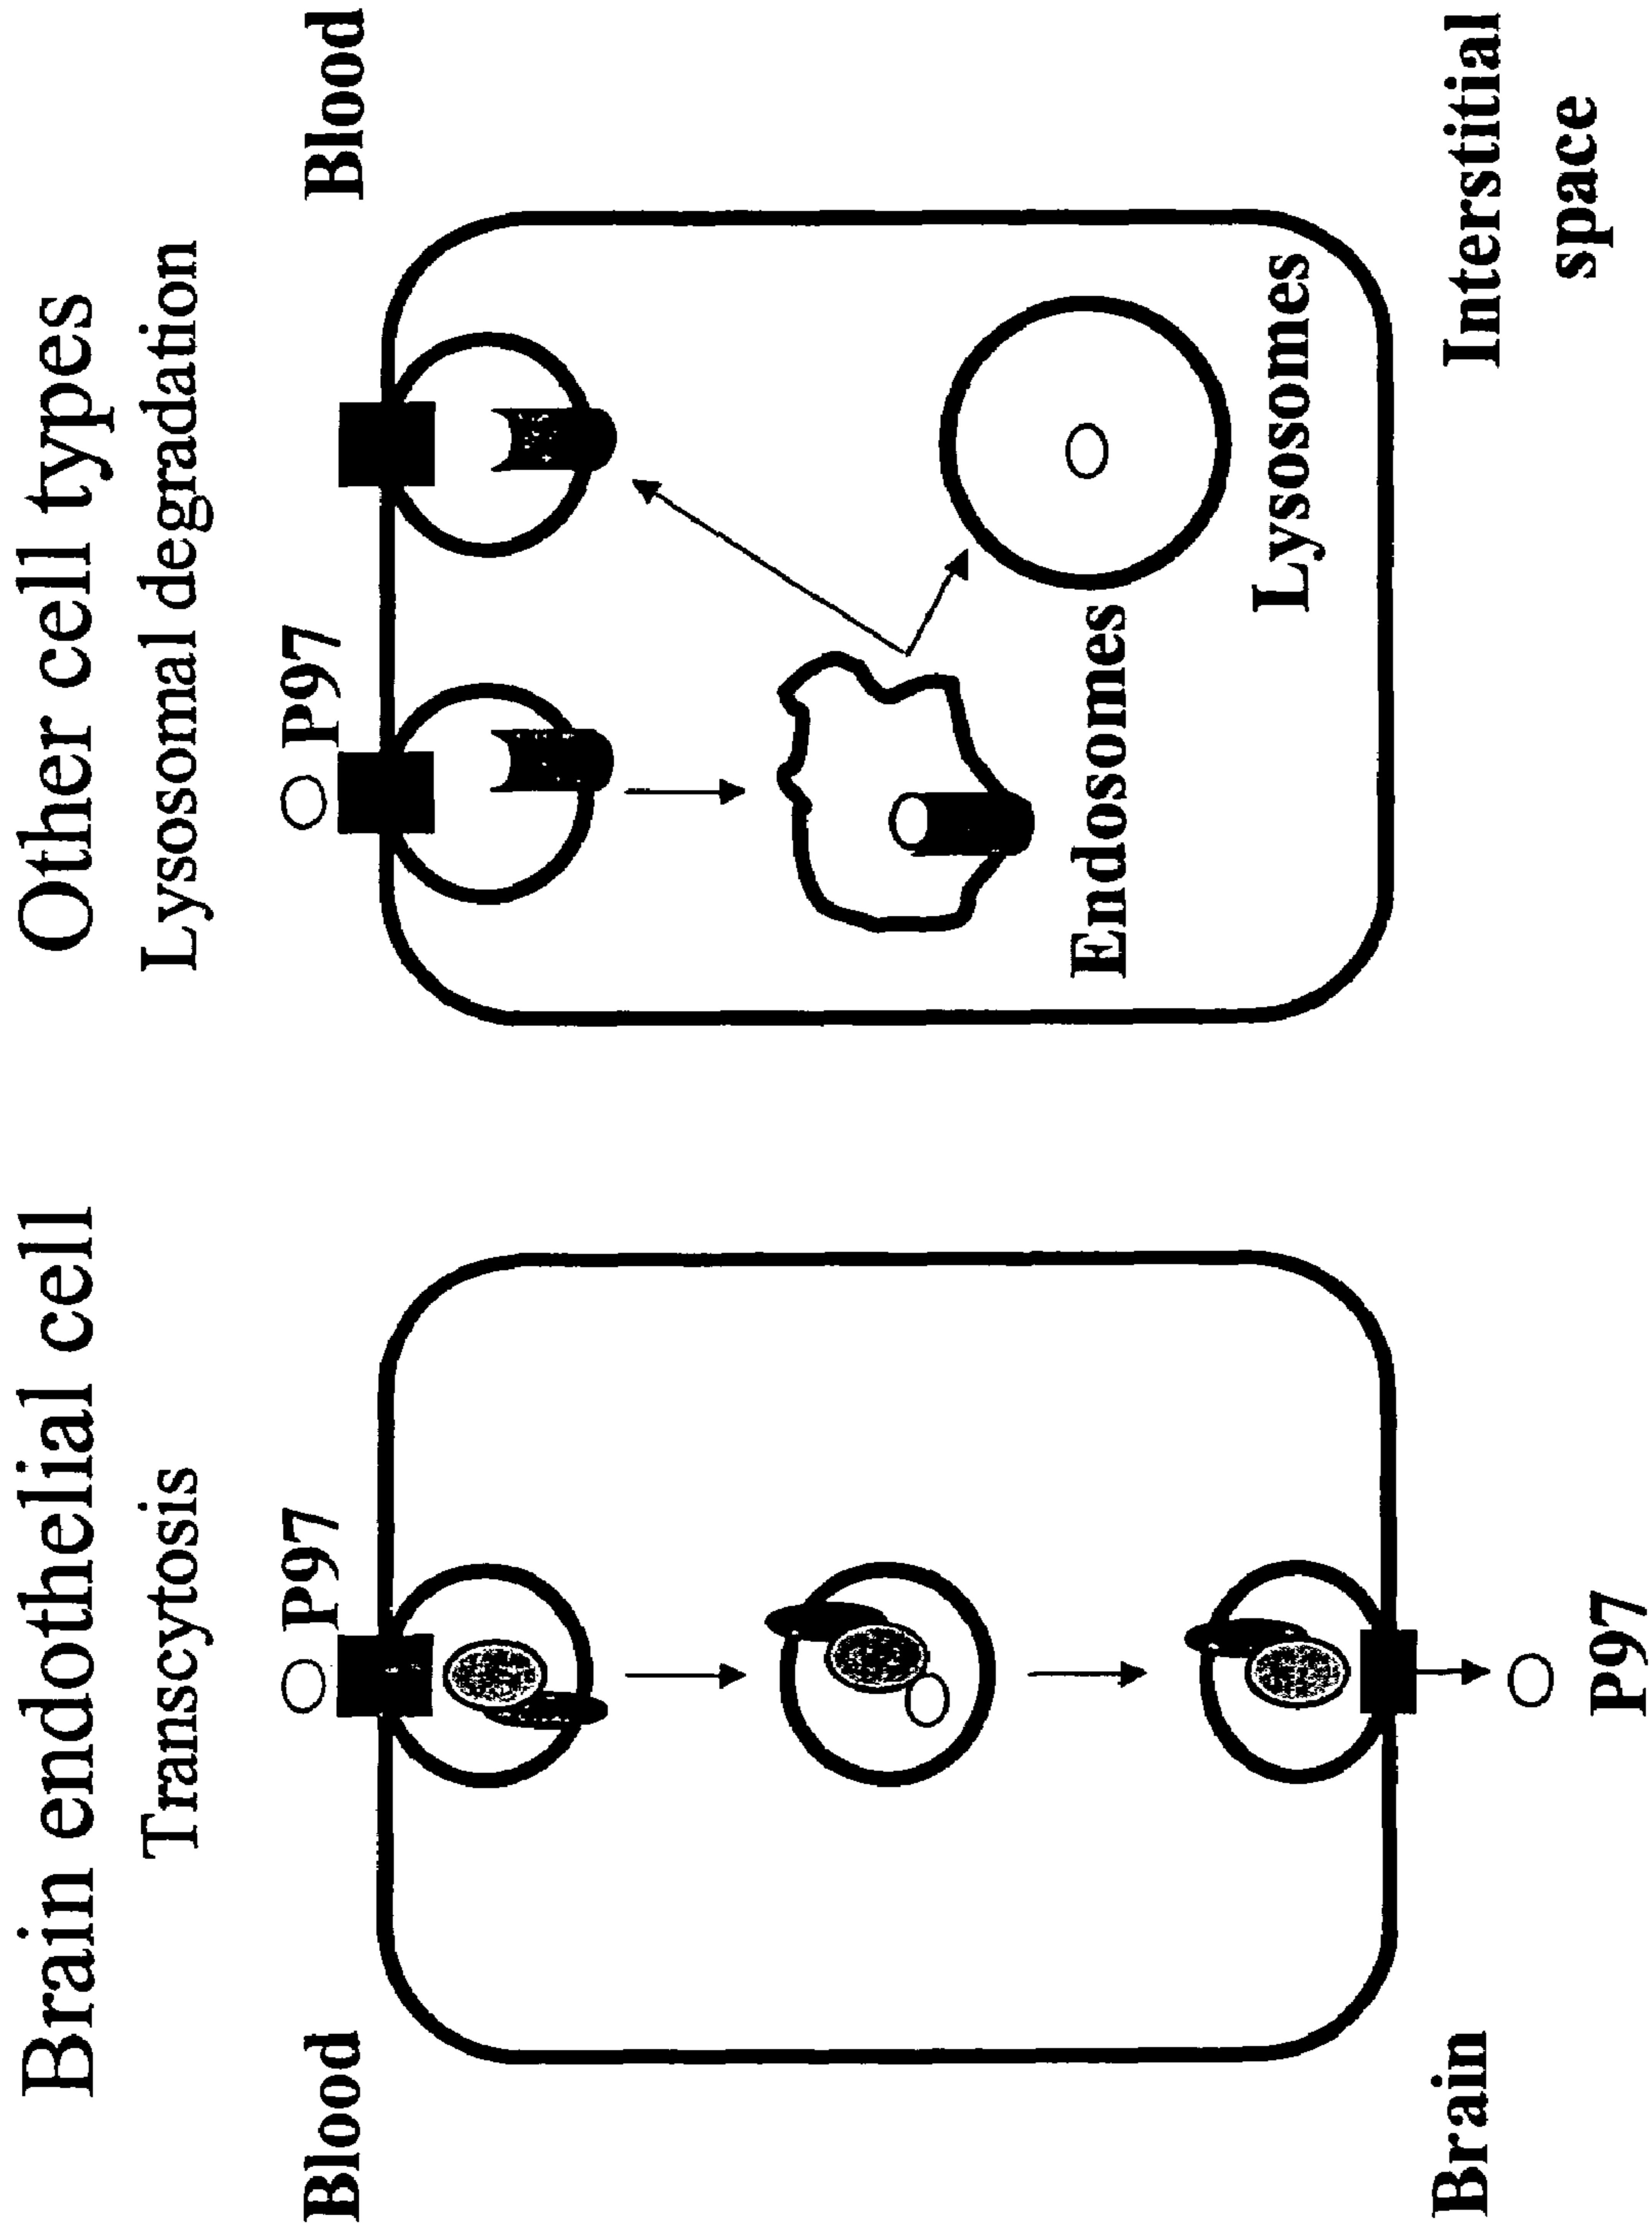 Brain endothelial cell
Transcytosis
Blood
P97
Brain
P97
Other cell types
Lysosomal degradation
P97
Blood
Endosomes
Lysosomes
Interstitial
space